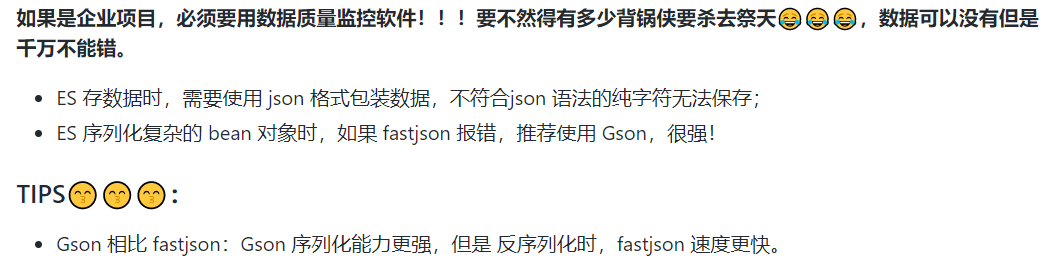 如果是企业项目，必须要用数据质量监控软件！！！要不然得有多少背锅侠要杀去祭天😂😂😂，数据可以没有但是
千万不能错。
• ES 存数据时，需要使用 json 格式包装数据，不符合json 语法的纯字符无法保存；
• ES 序列化复杂的 bean 对象时，如果 fastjson 报错，推荐使用 Gson，很强！
TIPS😙😙😙：
• Gson 相比 fastjson：Gson 序列化能力更强，但是 反序列化时，fastjson 速度更快。